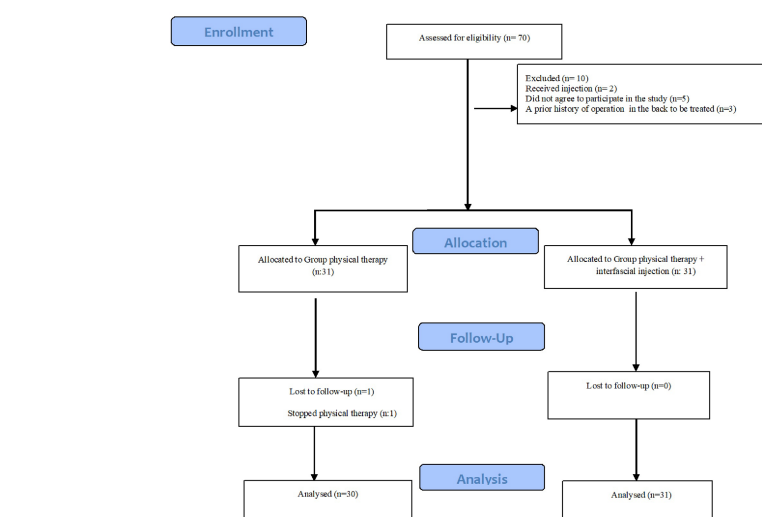 Enrollment
Assessed for eligibility (n= 70)
Excluded (n= 10)
Received injection (n= 2)
Did not agree to participate in the study (n=5)
A prior history of operation in the back to be treated (n=3)
Allocation
Allocated to Group physical therapy
(n:31)
Allocated to Group physical therapy +
interfascial injection (n: 31)
Follow-Up
Lost to follow-up (n=1)
Stopped physical therapy (n:1)
Lost to follow-up (n=0)
Analysis
Analysed (n=30)
Analysed (n=31)